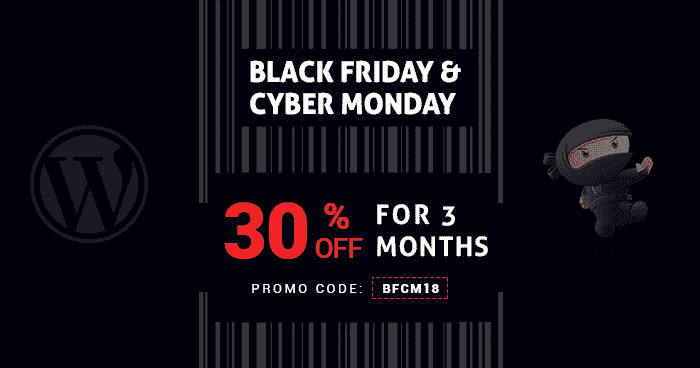 BLACK FRIDAY &
CYBER MONDAY
30 % OFF
FOR 3
MONTHS
PROMO CODE: BFCM18